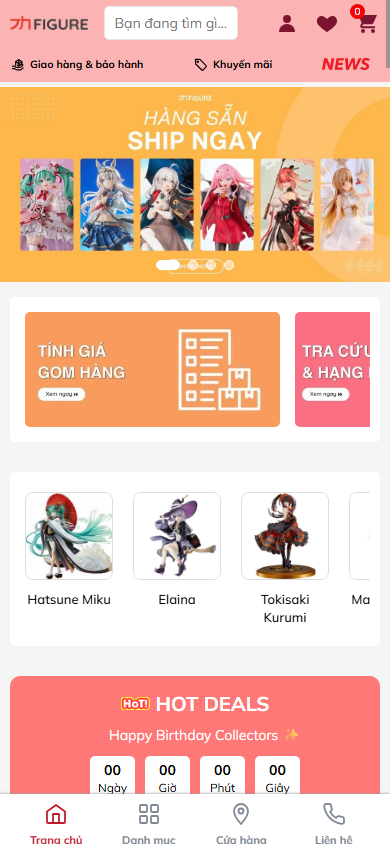 FIGURE
Bạn đang tìm gì...
0
Giao hàng & bảo hành
Khuyến mãi
NEWS
FIGURE
HÀNG SẴN
SHIP NGAY
TÍNH GIÁ
GOM HÀNG
Xem ngay
TRA CỨU
& HẠNG
Xem ngay
Hatsune Miku
Elaina
Tokisaki
Kurumi
Ma
HOT! HOT DEALS
Happy Birthday Collectors ✨
00
00
00
00
Ngày
Giờ
Phút
Giây
Trang chủ
Danh mục
Cửa hàng
Liên hệ